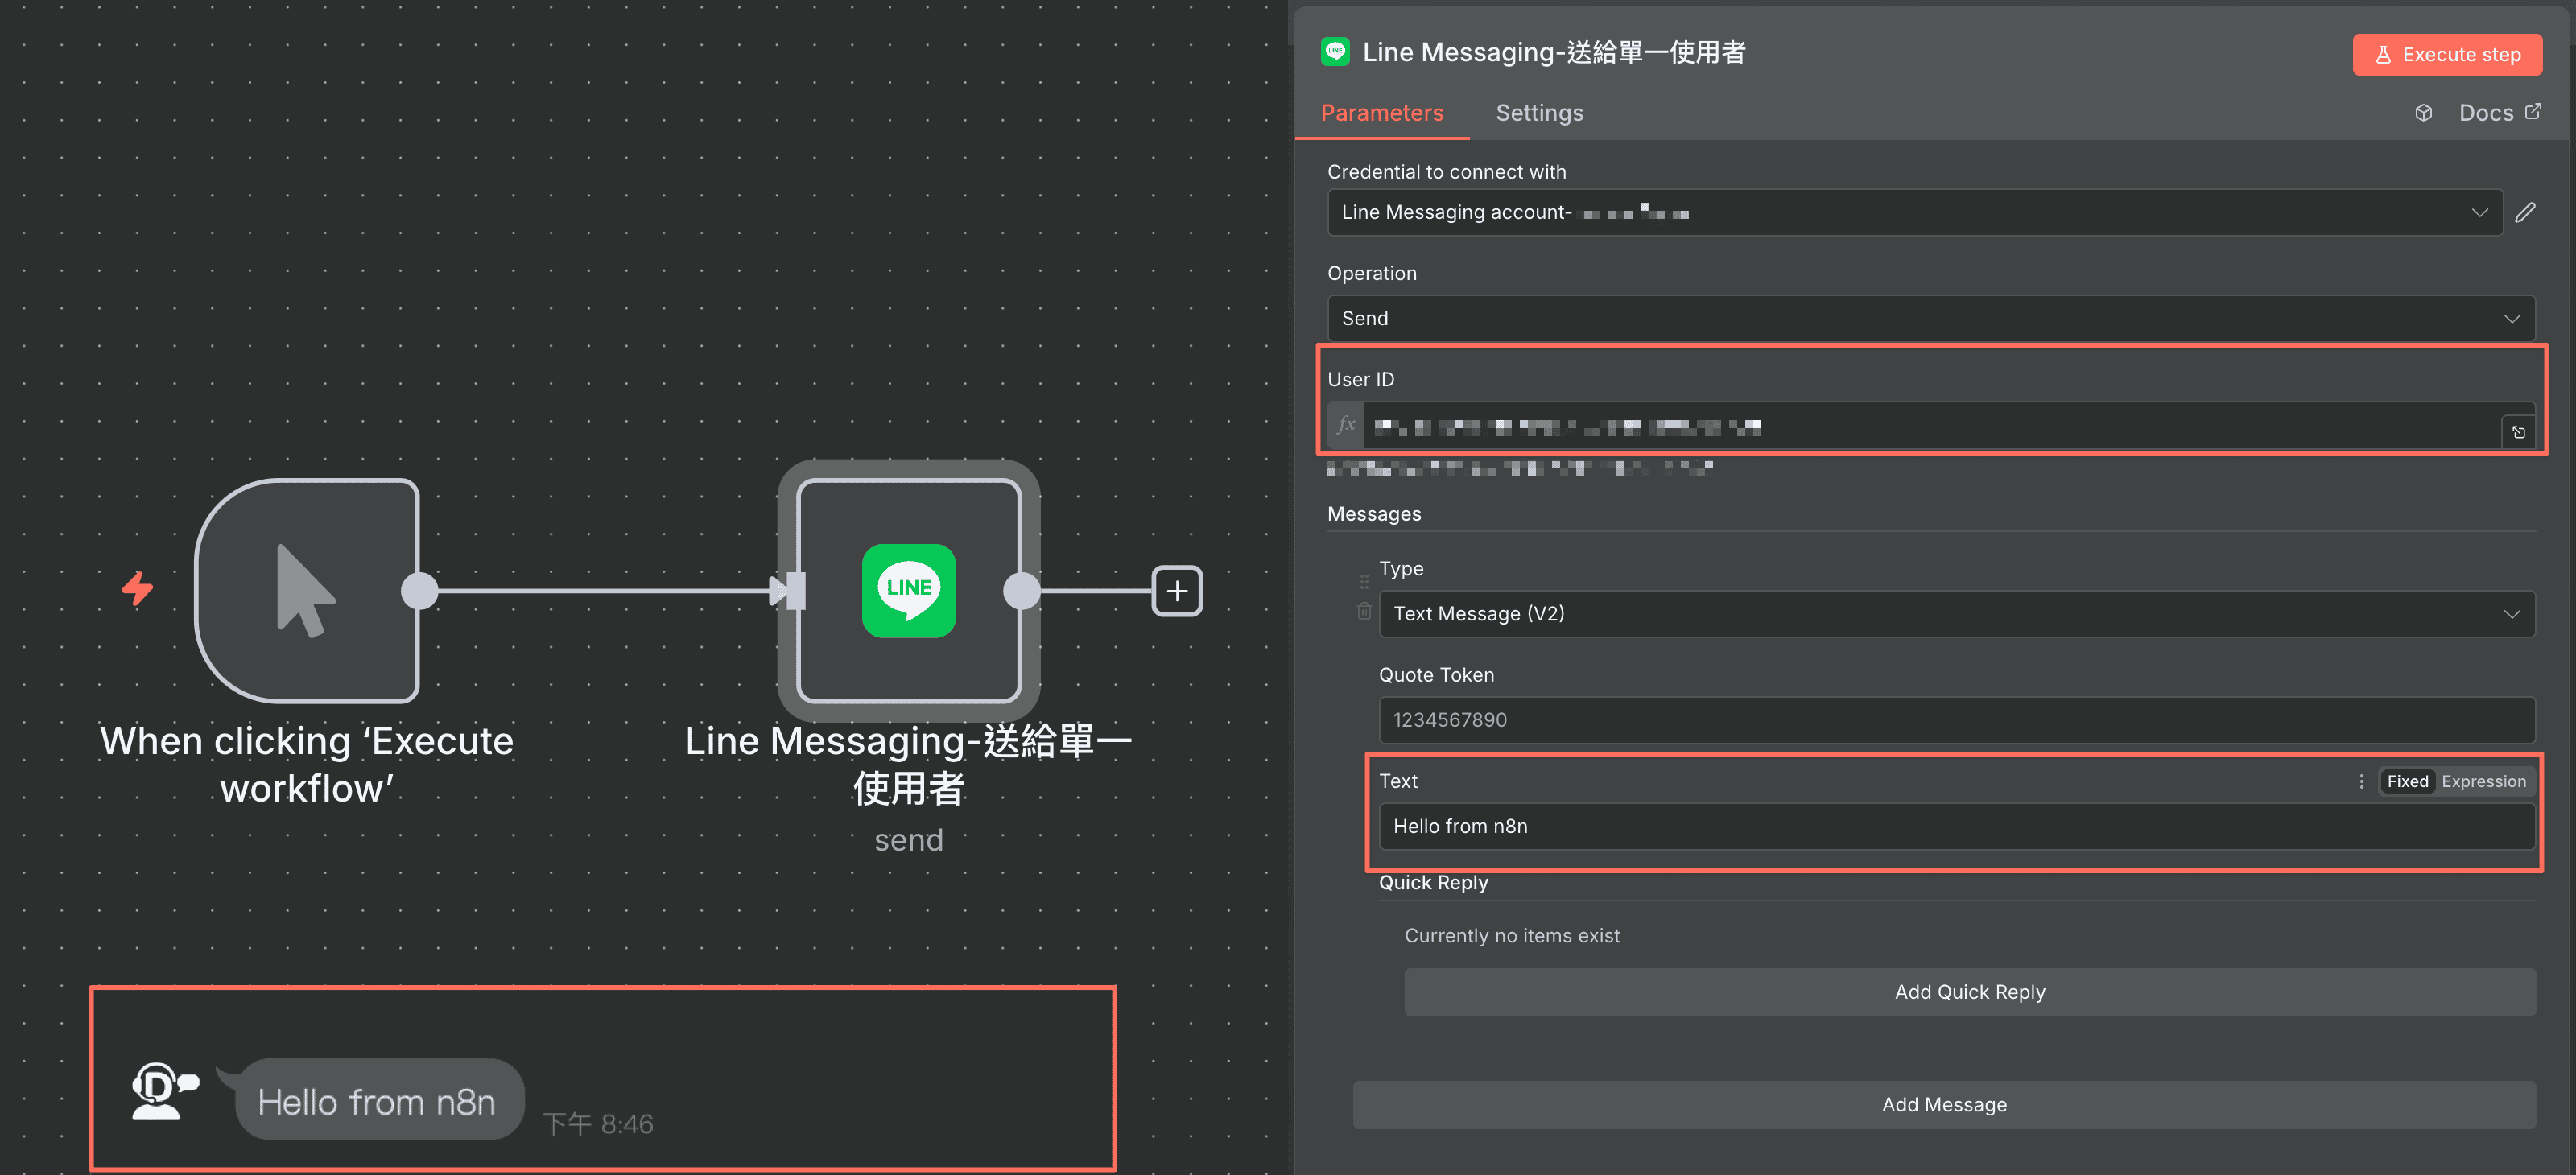 When clicking ‘Execute
workflow’
LINE
Line Messaging-送給單一
使用者
send
D
Hello from n8n
下午 8:46
LINE
Line Messaging-送給單一使用者
Execute step
Parameters
Settings
Docs
Credential to connect with
Line Messaging account-
Operation
Send
User ID
fx
Messages
Type
Text Message (V2)
Quote Token
1234567890
Text
Fixed
Expression
Hello from n8n
Quick Reply
Currently no items exist
Add Quick Reply
Add Message